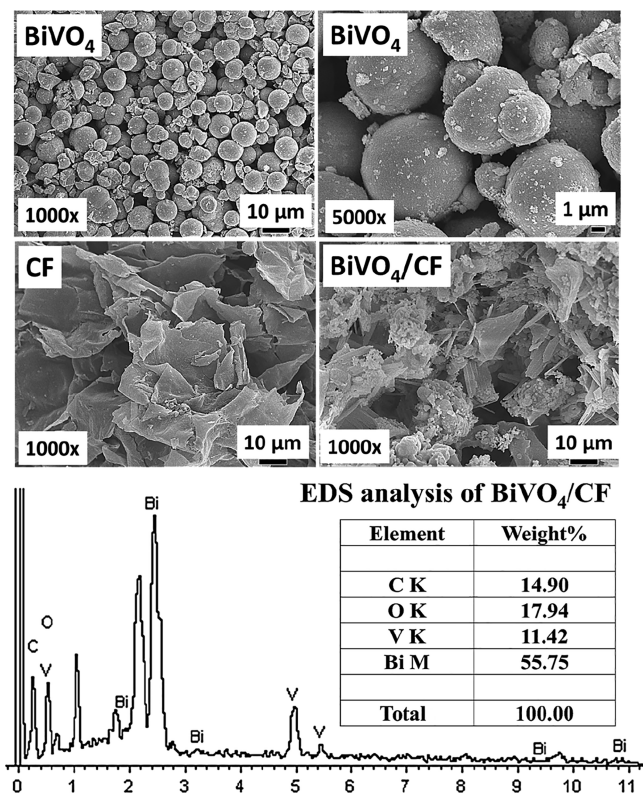 BiVO₄
BiVO₄
1000x
10 µm
5000x
1 µm
CF
BiVO₄/CF
1000x
10 µm
1000x
10 µm
EDS analysis of BiVO₄/CF
Element Weight%
C K 14.90
O K 17.94
V K 11.42
Bi M 55.75
Total 100.00
Bi
O
C
V
Bi
Bi
V
V
Bi
Bi
0 1 2 3 4 5 6 7 8 9 10 11